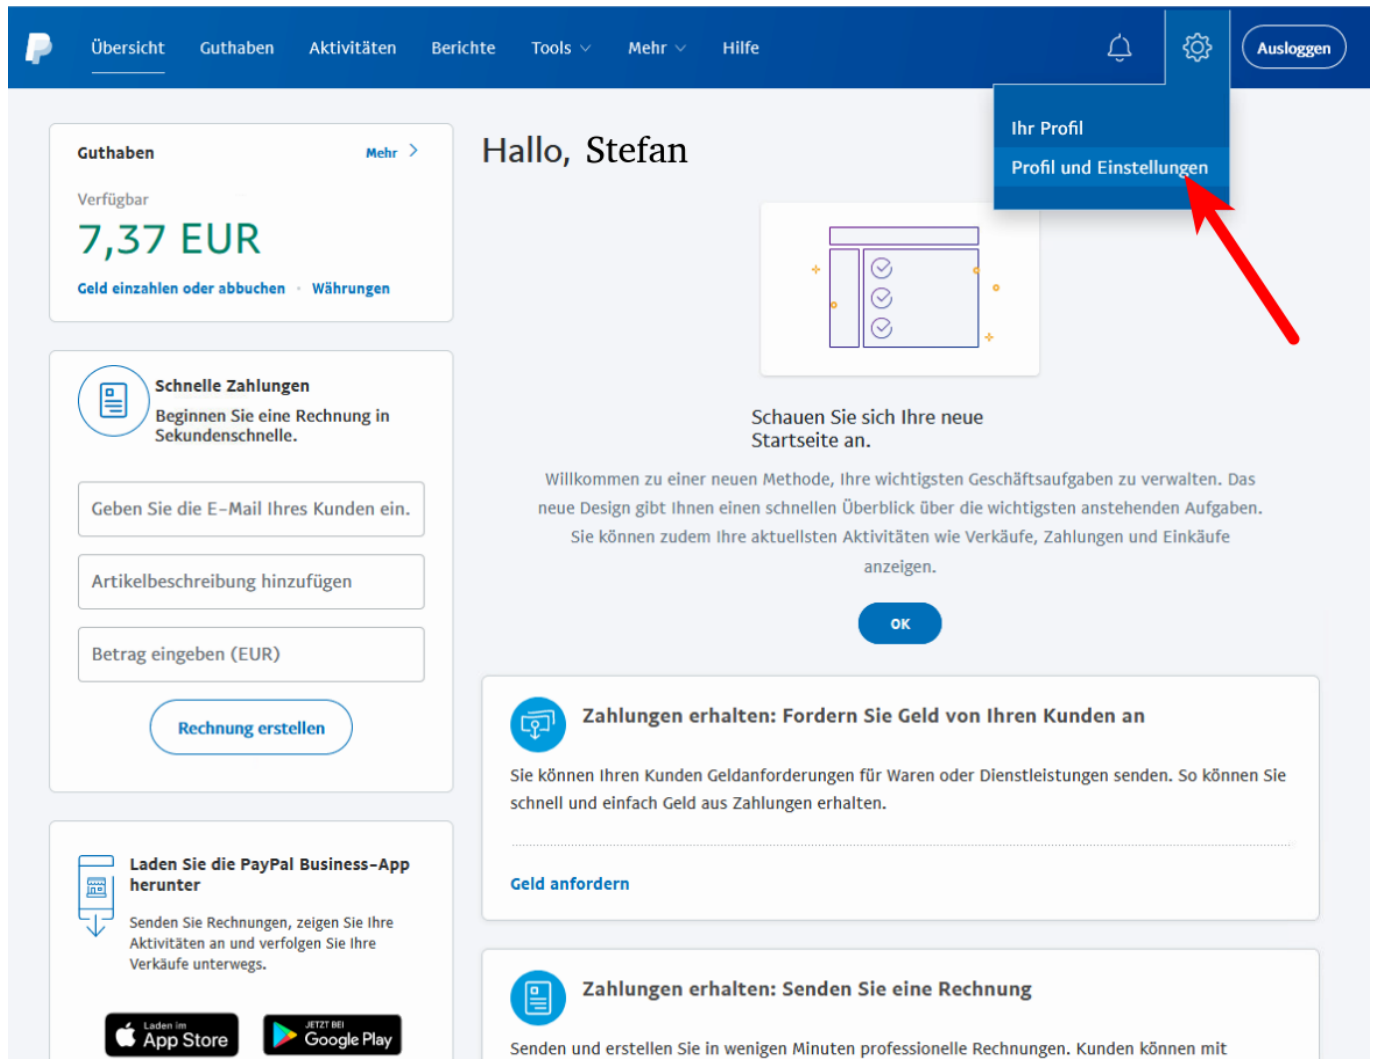 Übersicht Guthaben Aktivitäten Berichte Tools Mehr Hilfe Ausloggen
Ihr Profil
Profil und Einstellungen
Guthaben Mehr
Verfügbar
7,37 EUR
Geld einzahlen oder abbuchen · Währungen
Hallo, Stefan
Schauen Sie sich Ihre neue
Startseite an.
Willkommen zu einer neuen Methode, Ihre wichtigsten Geschäftsaufgaben zu verwalten. Das
neue Design gibt Ihnen einen schnellen Überblick über die wichtigsten anstehenden Aufgaben.
Sie können zudem Ihre aktuellsten Aktivitäten wie Verkäufe, Zahlungen und Einkäufe
anzeigen.
OK
Schnelle Zahlungen
Beginnen Sie eine Rechnung in
Sekundenschnelle.
Geben Sie die E-Mail Ihres Kunden ein.
Artikelbeschreibung hinzufügen
Betrag eingeben (EUR)
Rechnung erstellen
Zahlungen erhalten: Fordern Sie Geld von Ihren Kunden an
Sie können Ihren Kunden Geldanforderungen für Waren oder Dienstleistungen senden. So können Sie
schnell und einfach Geld aus Zahlungen erhalten.
Geld anfordern
Laden Sie die PayPal Business-App
herunter
Senden Sie Rechnungen, zeigen Sie Ihre
Aktivitäten an und verfolgen Sie Ihre
Verkäufe unterwegs.
Laden im
App Store
JETZT BEI
Google Play
Zahlungen erhalten: Senden Sie eine Rechnung
Senden und erstellen Sie in wenigen Minuten professionelle Rechnungen. Kunden können mit